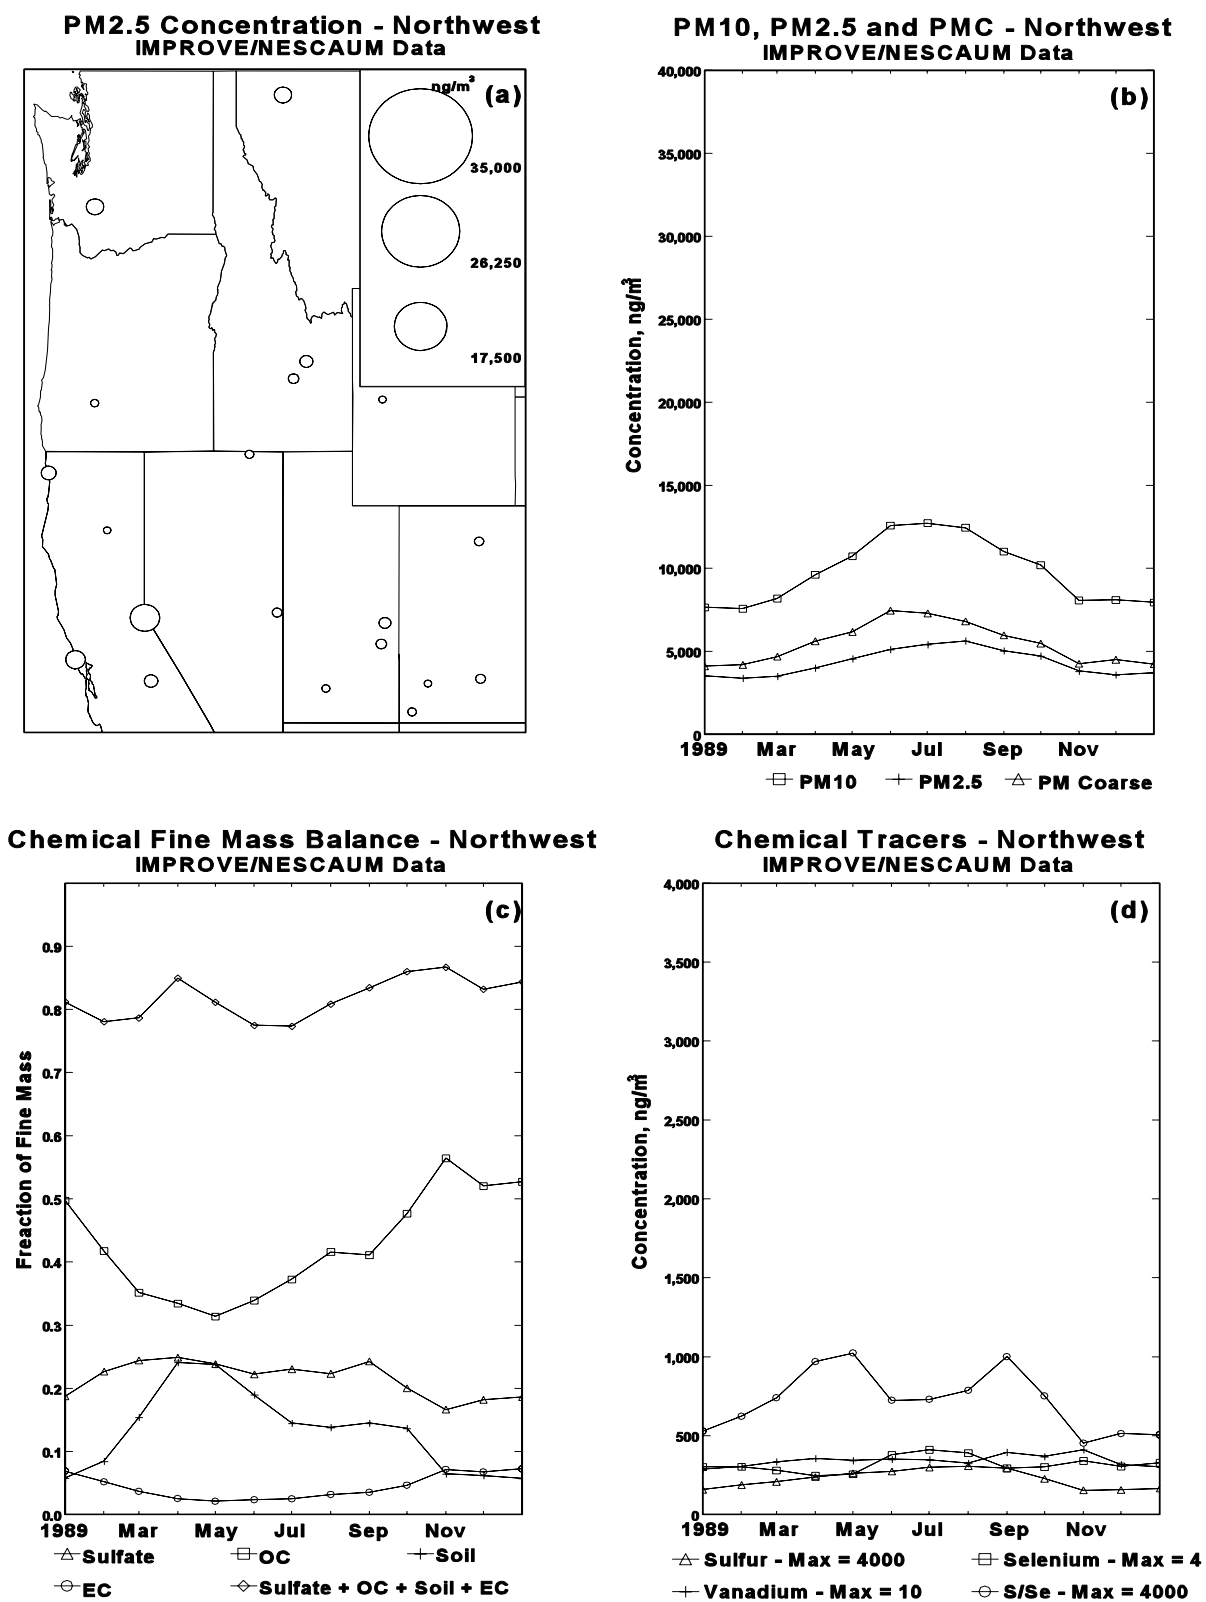 PM2.5 Concentration - Northwest
IMPROVE/NESCAUM Data
ng/m³
(a)
35,000
26,250
17,500
PM10, PM2.5 and PMC - Northwest
IMPROVE/NESCAUM Data
(b)
Concentration, ng/m³
40,000
35,000
30,000
25,000
20,000
15,000
10,000
5,000
0
1989 Mar May Jul Sep Nov
PM10 PM2.5 PM Coarse
Chemical Fine Mass Balance - Northwest
IMPROVE/NESCAUM Data
(c)
Freaction of Fine Mass
0.9
0.8
0.7
0.6
0.5
0.4
0.3
0.2
0.1
0.0
1989 Mar May Jul Sep Nov
Sulfate OC Soil
EC Sulfate + OC + Soil + EC
Chemical Tracers - Northwest
IMPROVE/NESCAUM Data
(d)
Concentration, ng/m³
4,000
3,500
3,000
2,500
2,000
1,500
1,000
500
0
1989 Mar May Jul Sep Nov
Sulfur - Max = 4000 Selenium - Max = 4
Vanadium - Max = 10 S/Se - Max = 4000